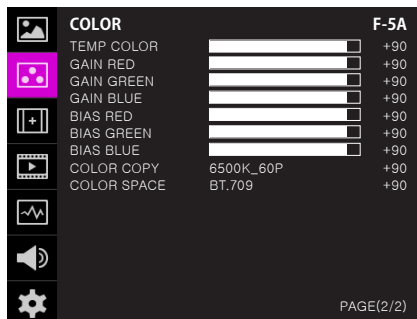 COLOR F-5A
TEMP COLOR +90
GAIN RED +90
GAIN GREEN +90
GAIN BLUE +90
BIAS RED +90
BIAS GREEN +90
BIAS BLUE +90
COLOR COPY 6500K_60P +90
COLOR SPACE BT.709 +90
PAGE(2/2)